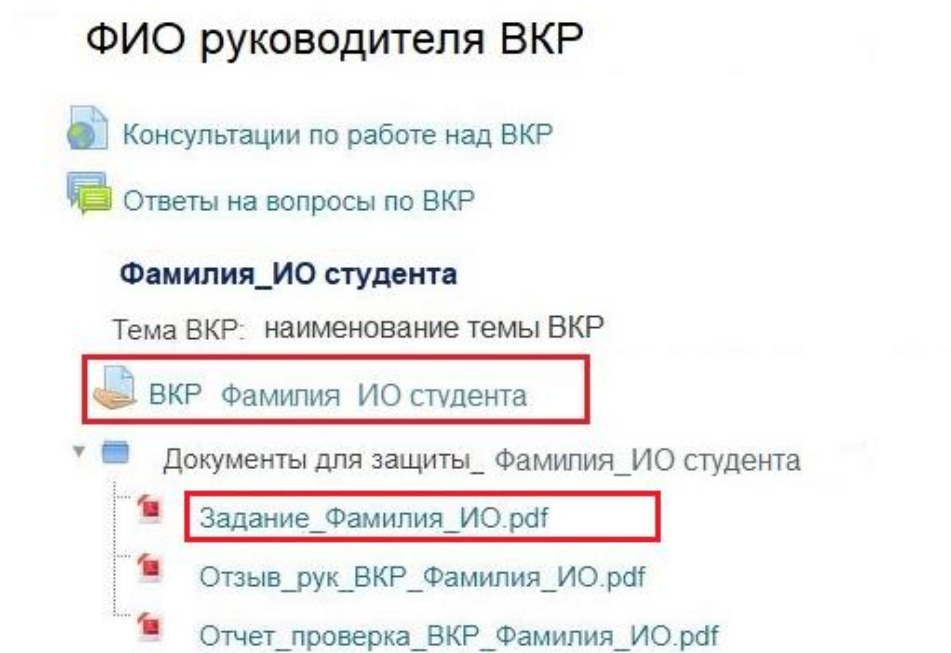 ФИО руководителя ВКР
Консультации по работе над ВКР
Ответы на вопросы по ВКР
Фамилия_ИО студента
Тема ВКР: наименование темы ВКР
ВКР Фамилия ИО студента
Документы для защиты_ Фамилия_ИО студента
Задание_Фамилия_ИО.pdf
Отзыв_рук_ВКР_Фамилия_ИО.pdf
Отчет_проверка_ВКР_Фамилия_ИО.pdf